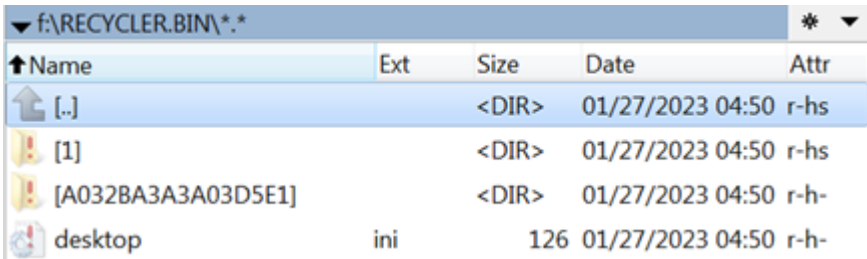 f:\RECYCLER.BIN\*.*
Name Ext Size Date Attr
[..] <DIR> 01/27/2023 04:50 r-hs
[1] <DIR> 01/27/2023 04:50 r-hs
[A032BA3A3A03D5E1] <DIR> 01/27/2023 04:50 r-h-
desktop ini 126 01/27/2023 04:50 r-h-